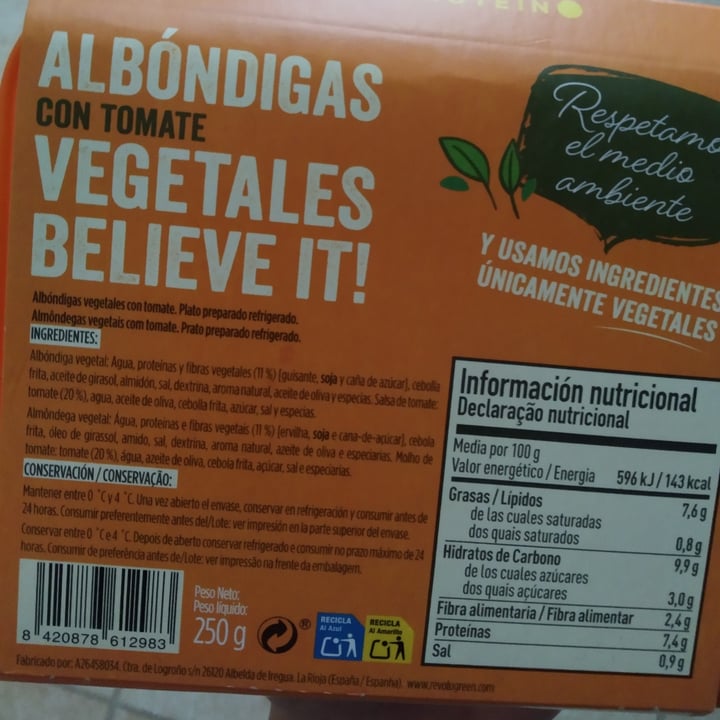 OTEIN
ALBÓNDIGAS
CON TOMATE
VEGETALES
BELIEVE IT!
Respetamo
el medio
ambiente
Y USAMOS INGREDIENTES
ÚNICAMENTE VEGETALES
Albóndigas vegetales con tomate. Plato preparado refrigerado.
Almôndegas vegetais com tomate. Prato preparado refrigerado.
INGREDIENTES:
Albóndiga vegetal: Agua, proteínas y fibras vegetales (11 %) [guisante, soja y caña de azúcar], cebolla
frita, aceite de girasol, almidón, sal, dextrina, aroma natural, aceite de oliva y especias. Salsa de tomate:
tomate (20 %), agua, aceite de oliva, cebolla frita, azúcar, sal y especias.
Almôndega vegetal: Água, proteínas e fibras vegetais (11 %) [ervilha, soja e cana-de-açúcar], cebola
frita, óleo de girassol, amido, sal, dextrina, aroma natural, azeite de oliva e especiarias. Molho de
tomate: tomate (20 %), água, azeite de oliva, cebola frita, açúcar, sal e especiarias.
CONSERVACIÓN / CONSERVAÇÃO:
Mantener entre 0 ˚C y 4 ˚C. Una vez abierto el envase, conservar en refrigeración y consumir antes de
24 horas. Consumir preferentemente antes del/Lote: ver impresión en la parte superior del envase.
Conservar entre 0 ˚C e 4 ˚C. Depois de aberto conservar refrigerado e consumir no prazo máximo de 24
horas. Consumir de preferência antes de/Lote: ver impressão na frente da embalagem.
8 420878 612983
Peso Neto:
Peso líquido:
250 g
®
RECICLA
Al Azul
RECICLA
Al Amarillo
Fabricado por: A26458034. Ctra. de Logroño s/n 26120 Albelda de Iregua. La Rioja (España / Espanha). www.revolugreen.com
Información nutricional
Declaração nutricional
Media por 100 g
Valor energético / Energia 596 kJ / 143 kcal
Grasas / Lípidos 7,6 g
de las cuales saturadas
dos quais saturados 0,8 g
Hidratos de Carbono 9,9 g
de los cuales azúcares
dos quais açúcares 3,0 g
Fibra alimentaria / Fibra alimentar 2,4 g
Proteínas 7,4 g
Sal 0,9 g